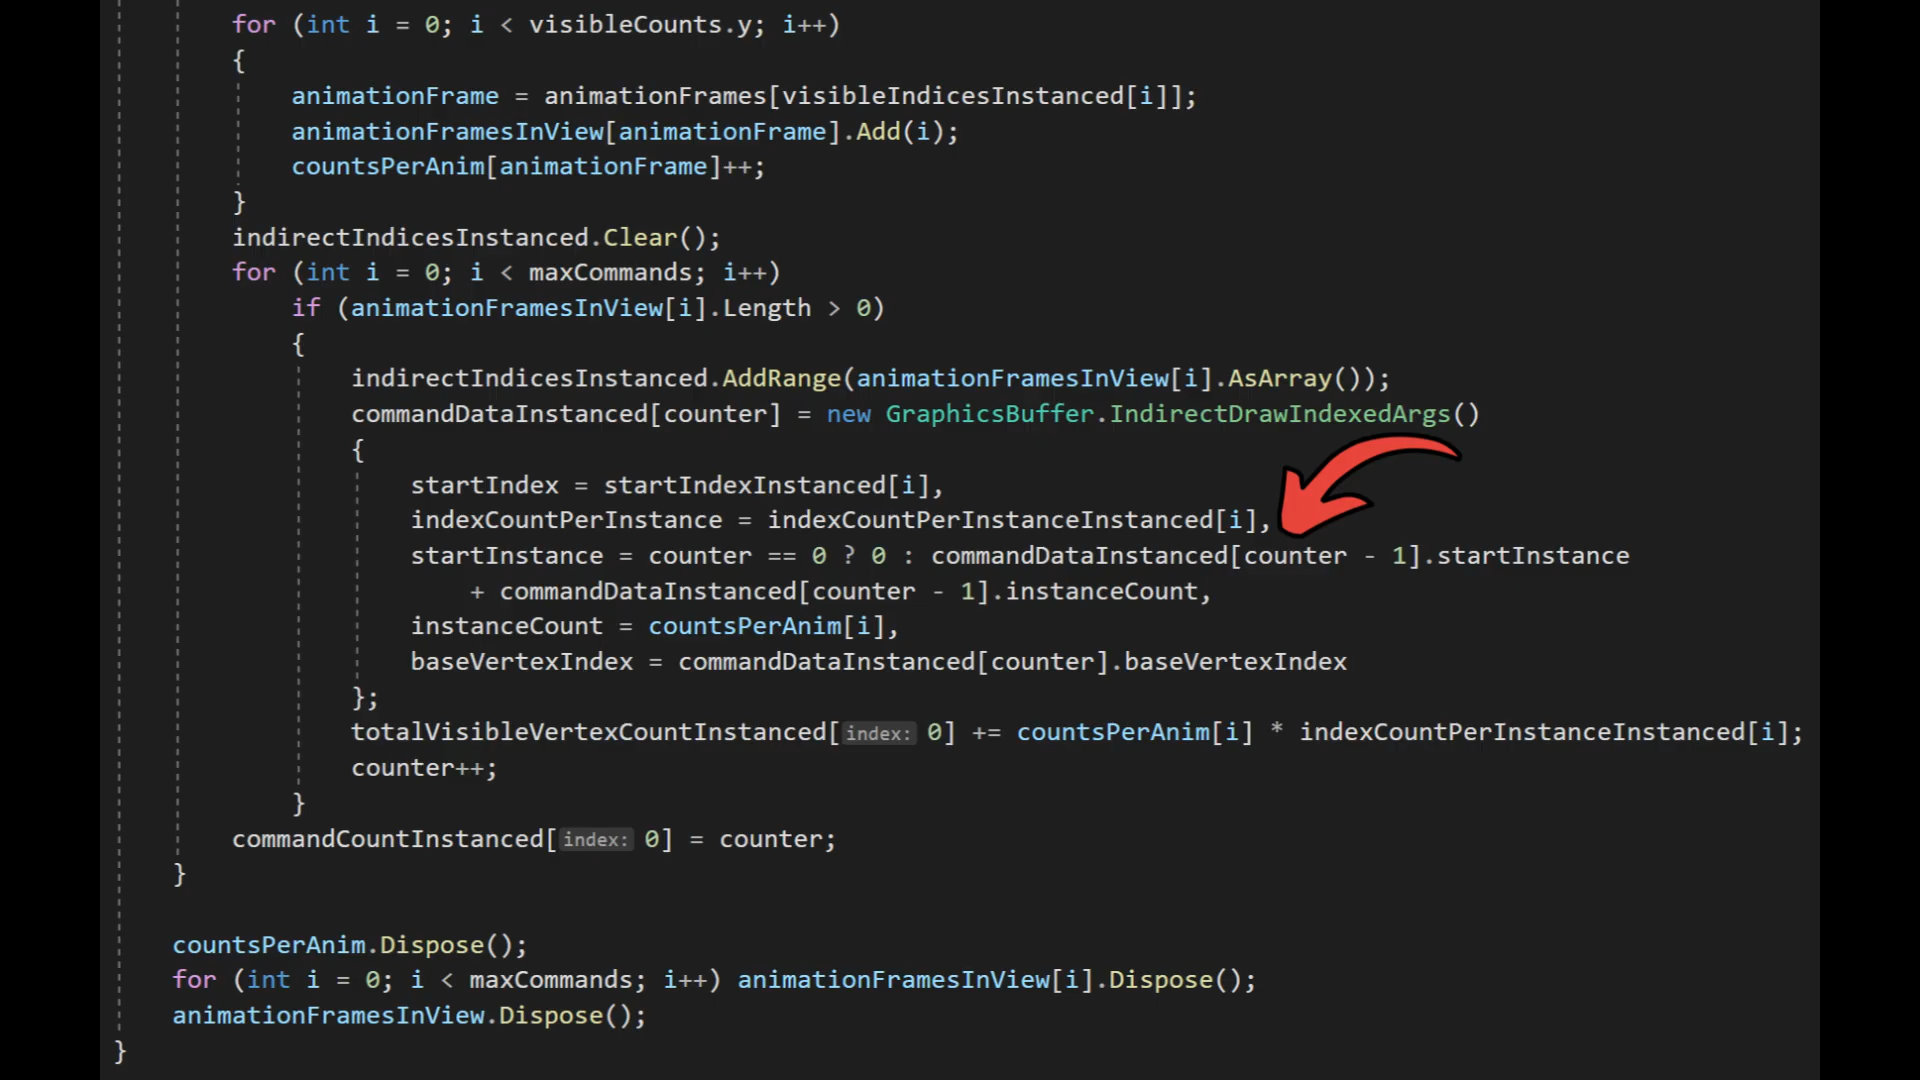 for (int i = 0; i < visibleCounts.y; i++)
{
animationFrame = animationFrames[visibleIndicesInstanced[i]];
animationFramesInView[animationFrame].Add(i);
countsPerAnim[animationFrame]++;
}
indirectIndicesInstanced.Clear();
for (int i = 0; i < maxCommands; i++)
if (animationFramesInView[i].Length > 0)
{
indirectIndicesInstanced.AddRange(animationFramesInView[i].AsArray());
commandDataInstanced[counter] = new GraphicsBuffer.IndirectDrawIndexedArgs()
{
startIndex = startIndexInstanced[i],
indexCountPerInstance = indexCountPerInstanceInstanced[i],
startInstance = counter == 0 ? 0 : commandDataInstanced[counter - 1].startInstance
+ commandDataInstanced[counter - 1].instanceCount,
instanceCount = countsPerAnim[i],
baseVertexIndex = commandDataInstanced[counter].baseVertexIndex
};
totalVisibleVertexCountInstanced[index: 0] += countsPerAnim[i] * indexCountPerInstanceInstanced[i];
counter++;
}
commandCountInstanced[index: 0] = counter;
}
countsPerAnim.Dispose();
for (int i = 0; i < maxCommands; i++) animationFramesInView[i].Dispose();
animationFramesInView.Dispose();
}